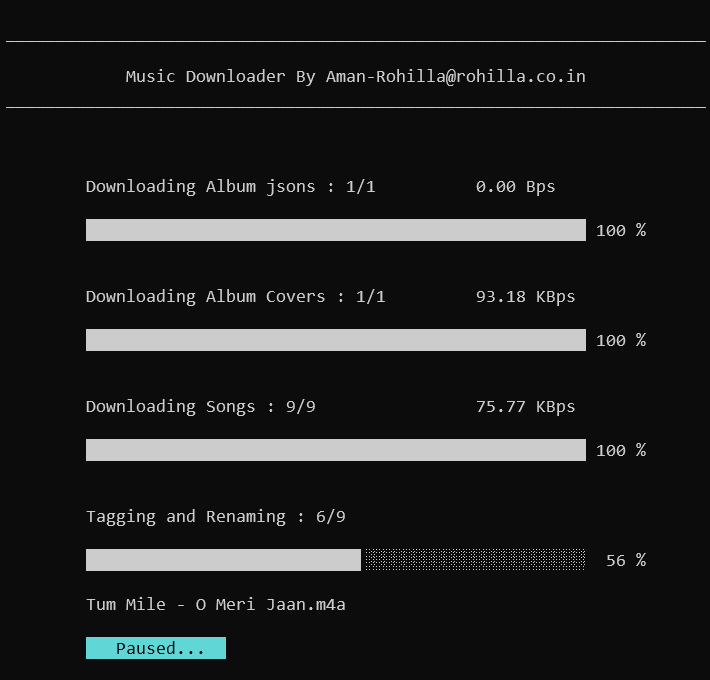 Music Downloader By Aman-Rohilla@rohilla.co.in
Downloading Album jsons : 1/1 0.00 Bps
100 %
Downloading Album Covers : 1/1 93.18 KBps
100 %
Downloading Songs : 9/9 75.77 KBps
100 %
Tagging and Renaming : 6/9
56 %
Tum Mile - O Meri Jaan.m4a
Paused...